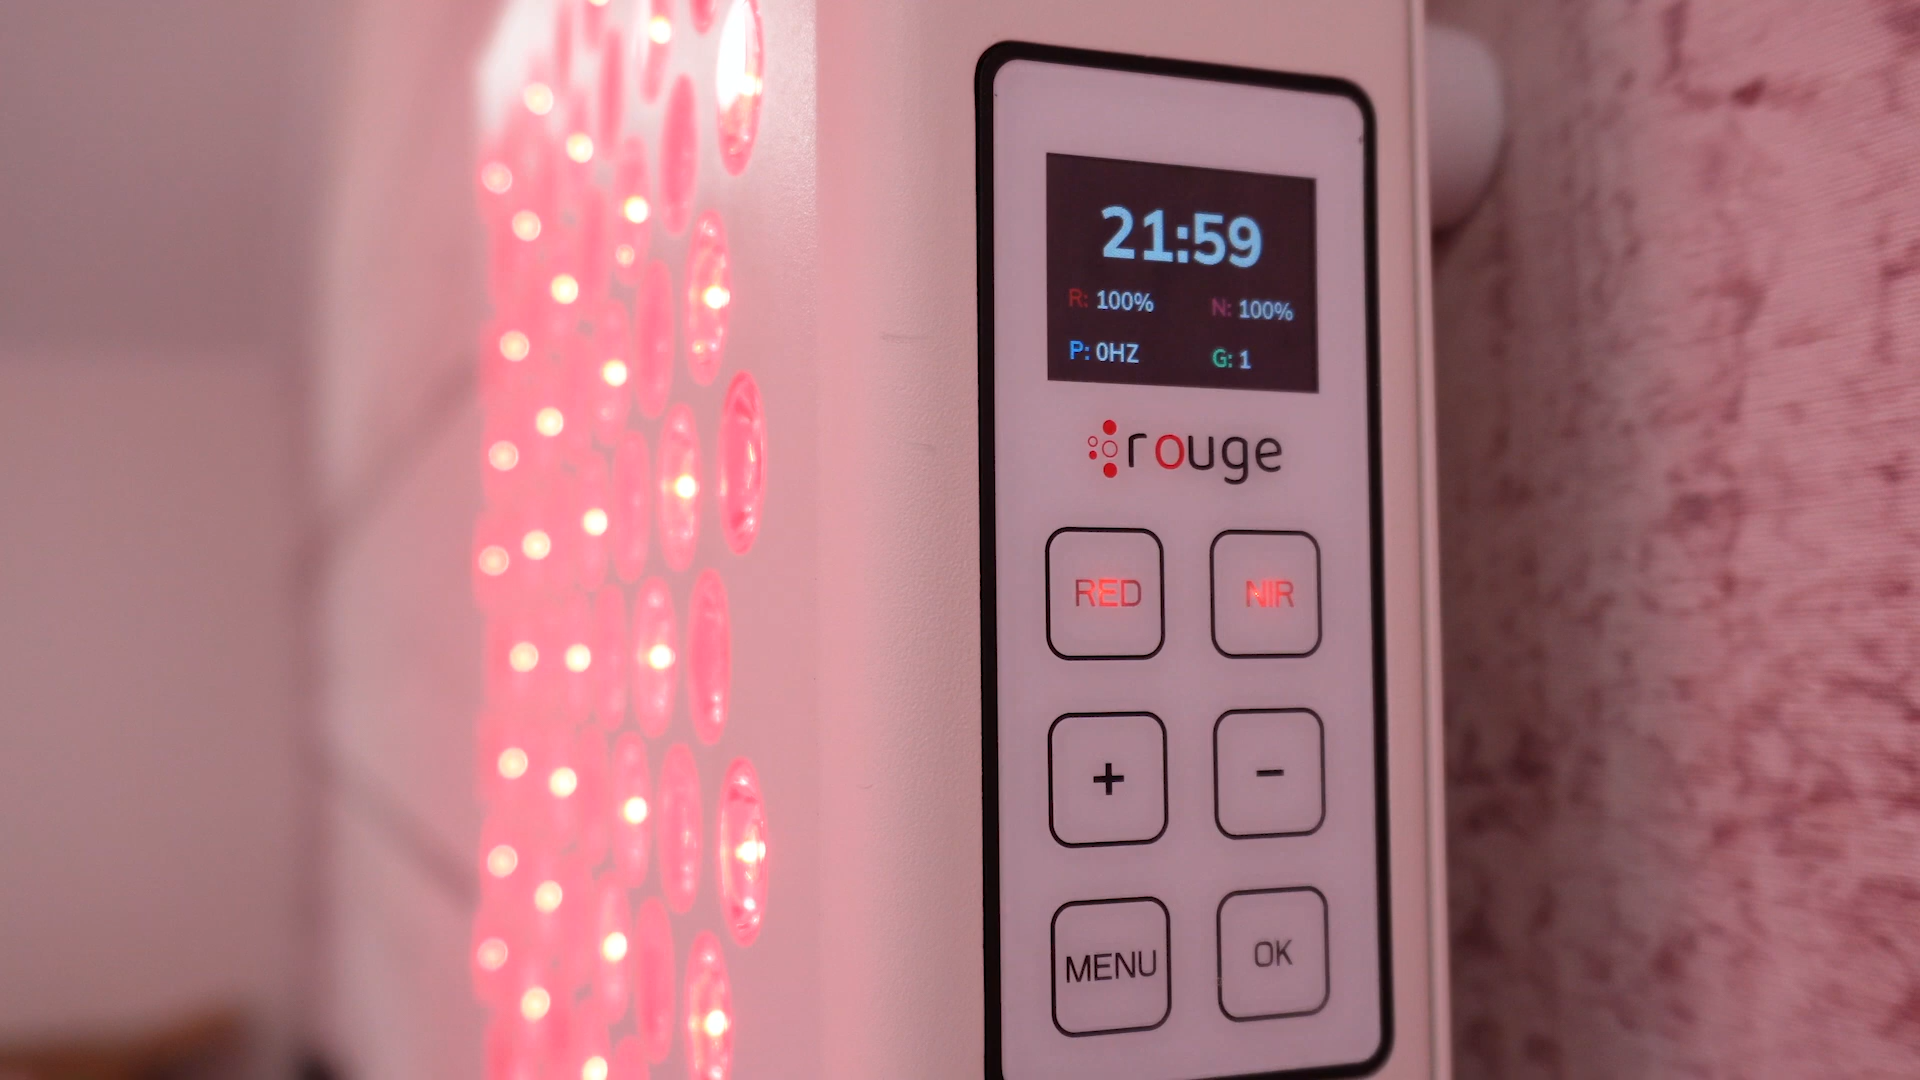 21:59
R: 100% N: 100%
P: 0HZ G: 1
rouge
RED NIR
+ −
MENU OK